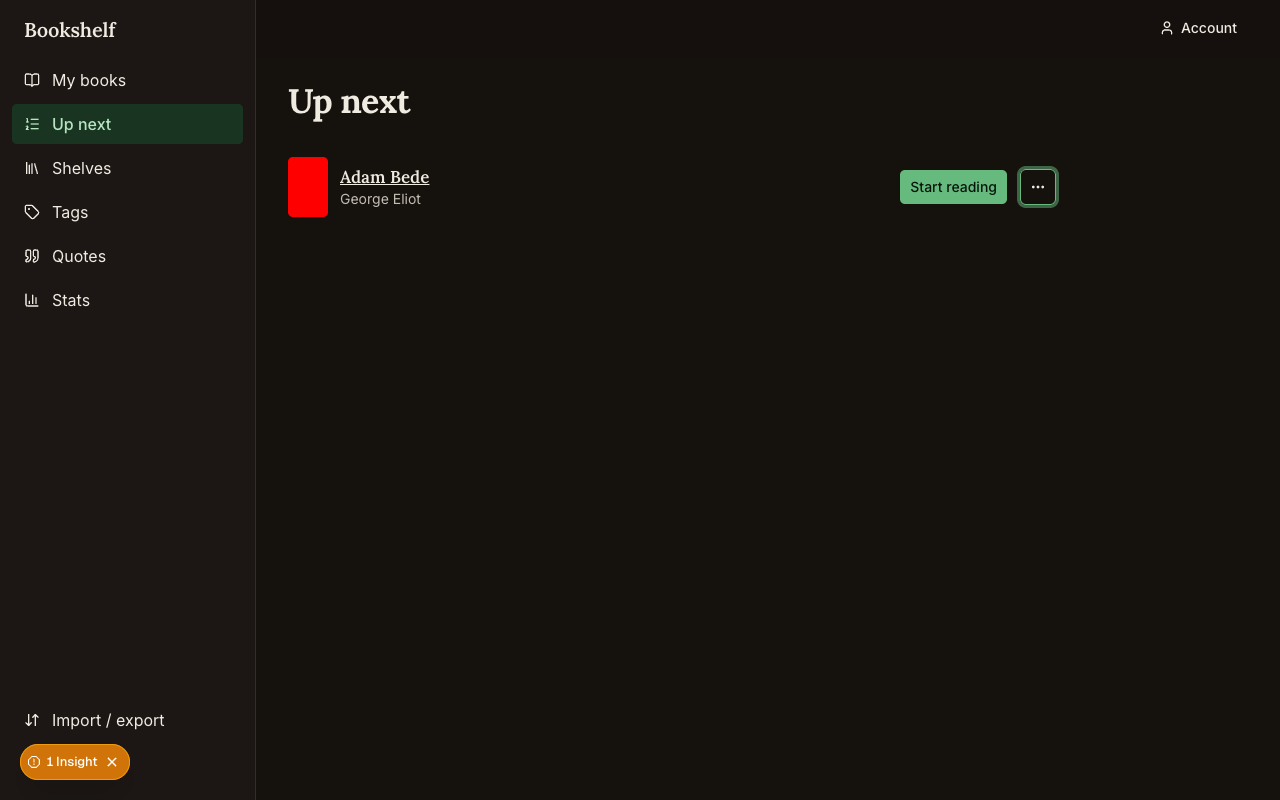 Bookshelf
Account
My books
Up next
Shelves
Tags
Quotes
Stats
Up next
Adam Bede
George Eliot
Start reading
Import / export
1 Insight